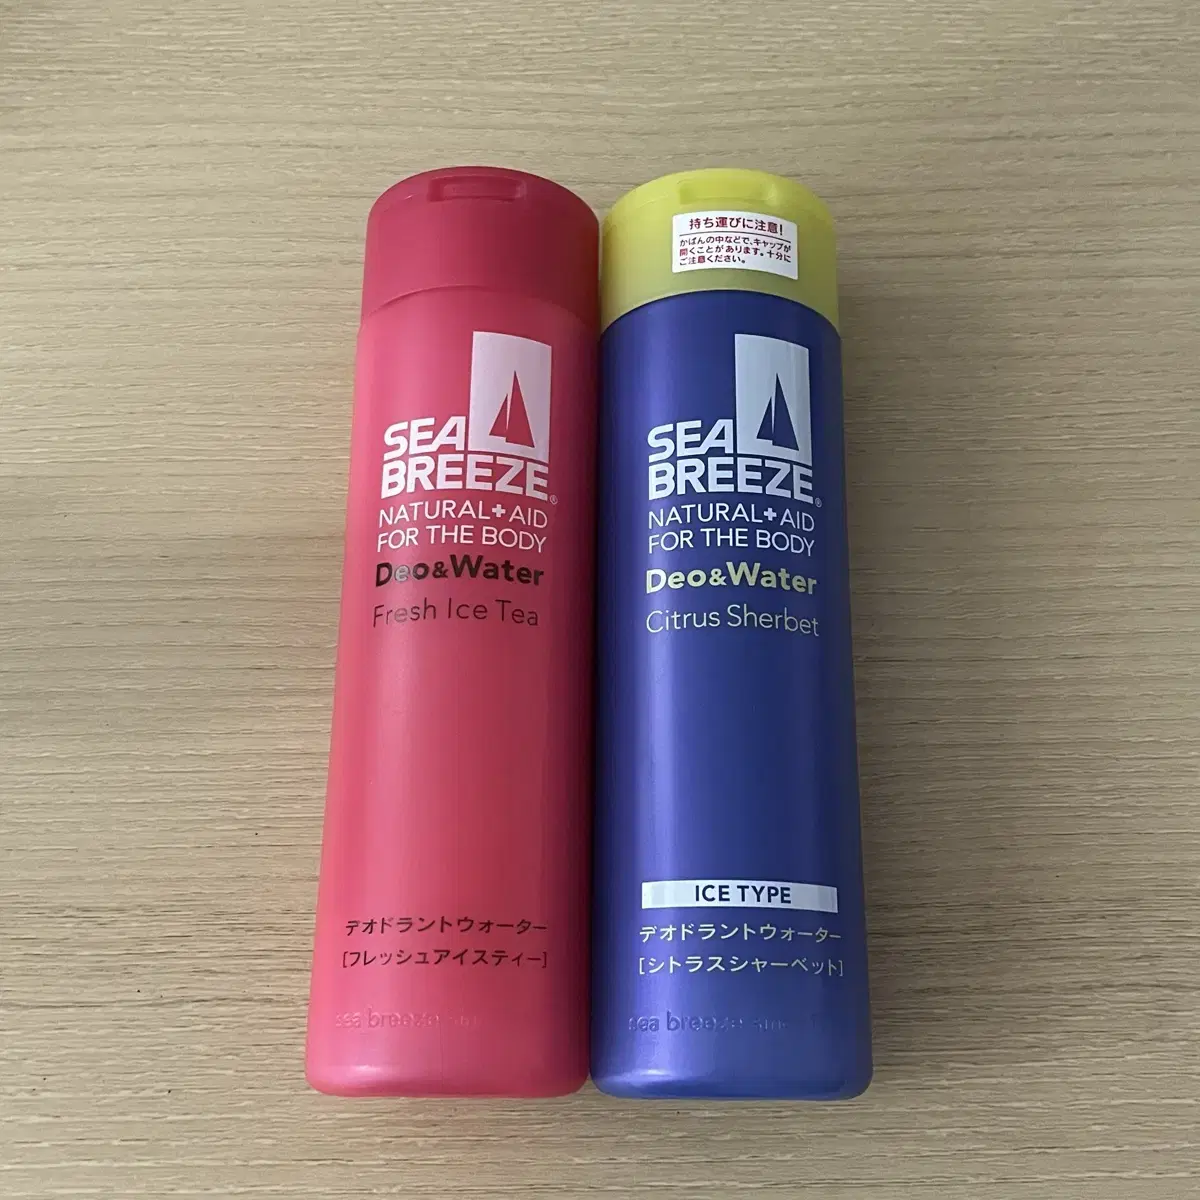 SEA
BREEZE®
NATURAL+AID
FOR THE BODY
Deo&Water
Fresh Ice Tea
デオドラントウォーター
[フレッシュアイスティー]
sea breeze
持ち運びに注意!
かばんの中などで、キャップが
開くことがあります。十分に
ご注意ください。
SEA
BREEZE®
NATURAL+AID
FOR THE BODY
Deo&Water
Citrus Sherbet
ICE TYPE
デオドラントウォーター
[シトラスシャーベット]
sea breeze